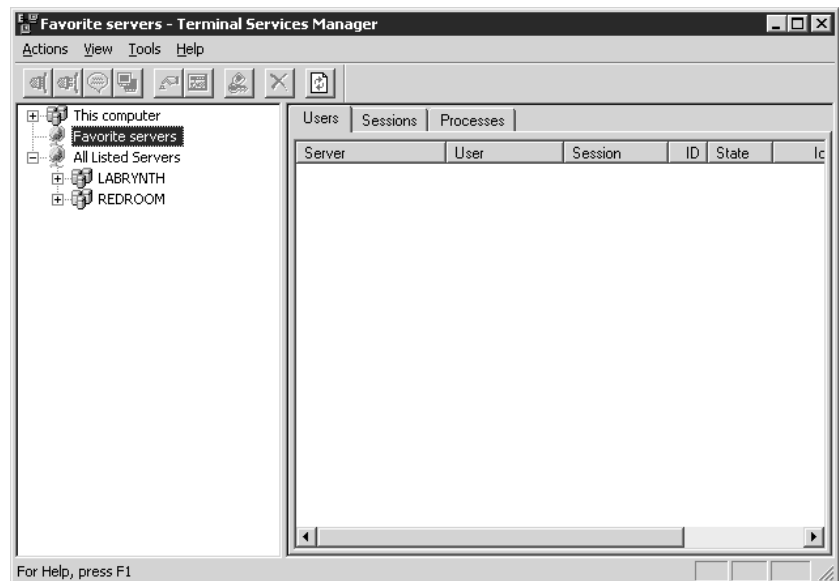 Favorite servers - Terminal Services Manager
Actions View Tools Help
This computer
Favorite servers
All Listed Servers
LABRYNTH
REDROOM
Users Sessions Processes
Server User Session ID State Ic
For Help, press F1